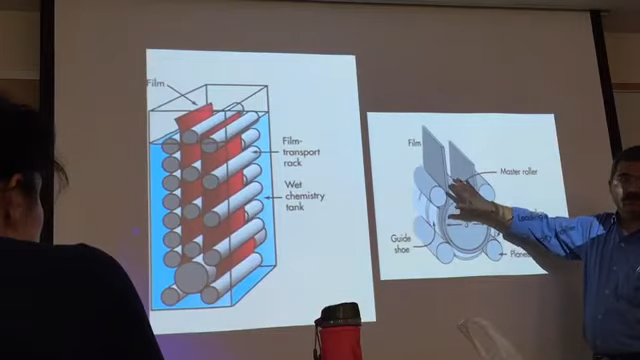 Film
Film-
transport
rack
Wet
chemistry
tank
Film
Master roller
Guide
shoe